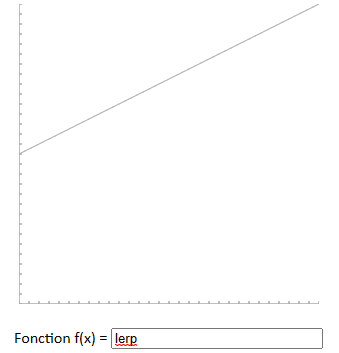 Fonction f(x) = lerp